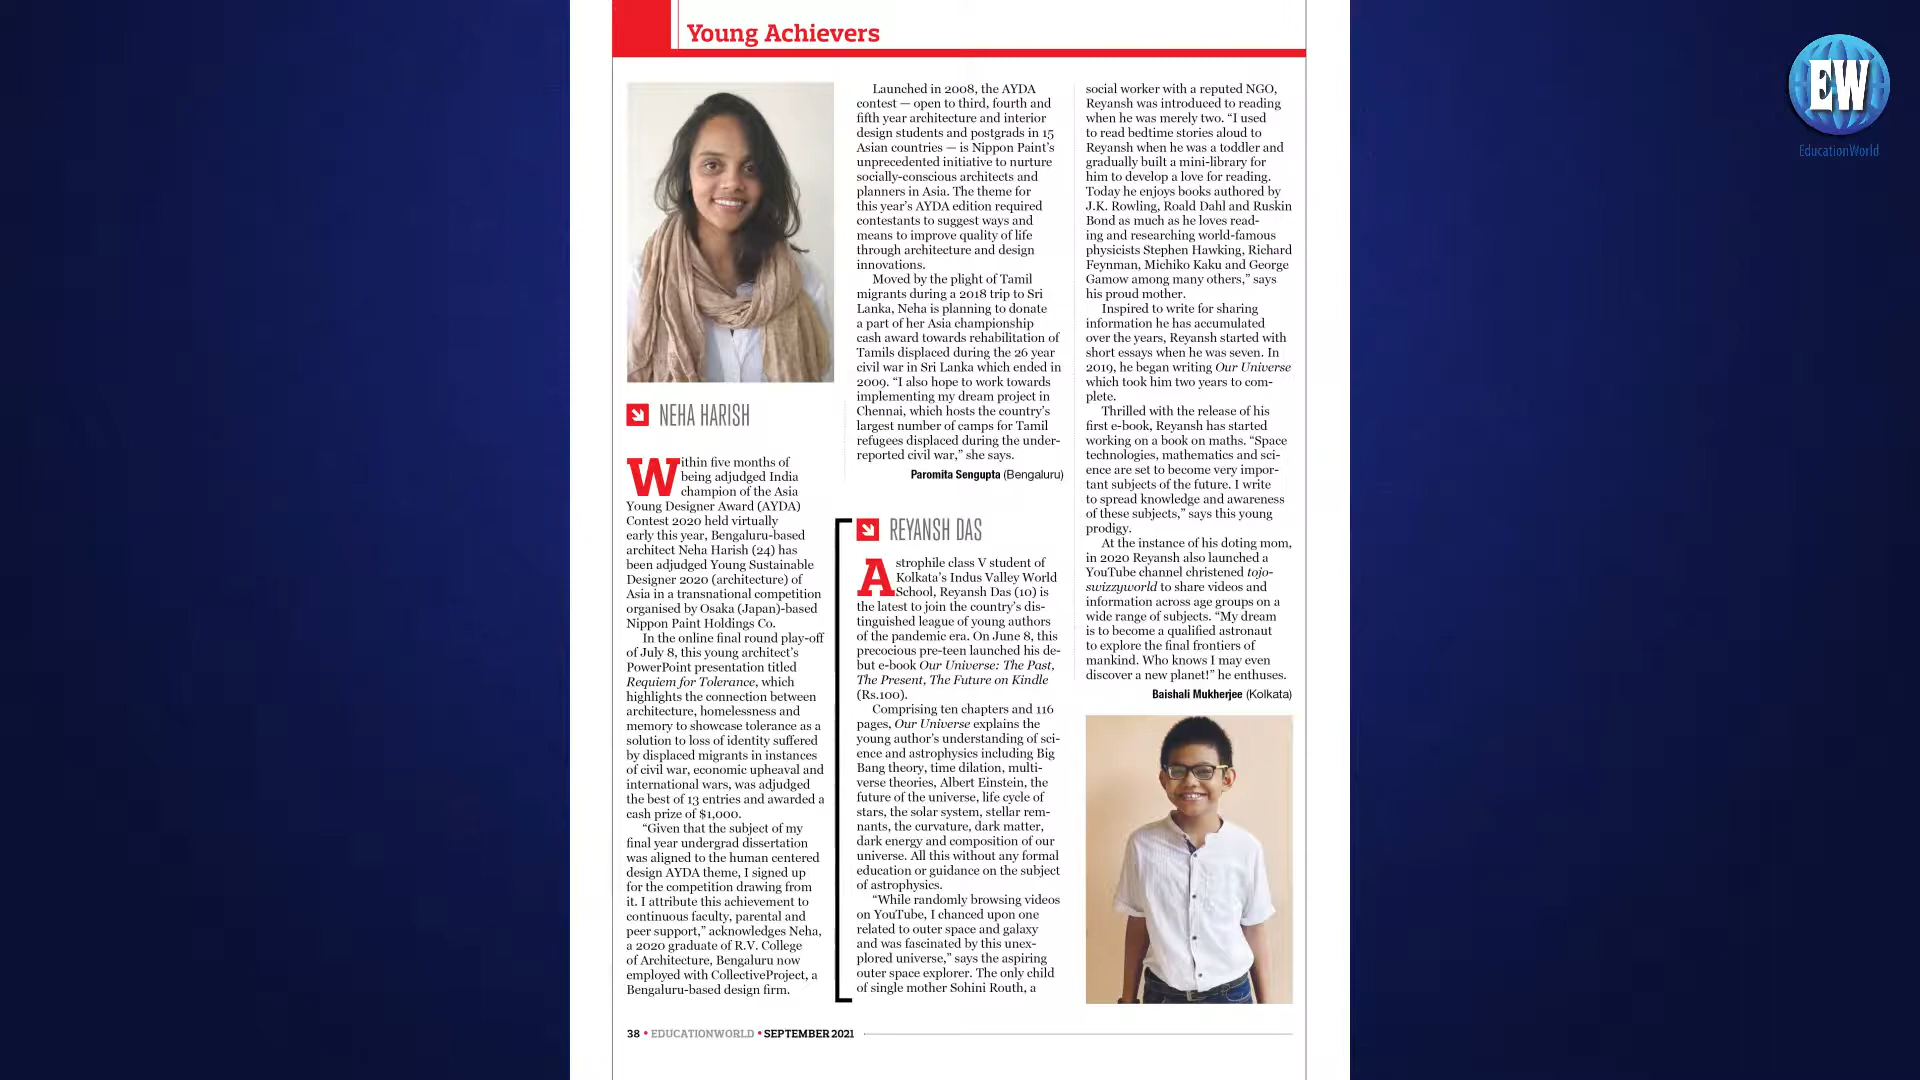 Young Achievers
EW
EducationWorld
NEHA HARISH
Within five months of
being adjudged India
champion of the Asia
Young Designer Award (AYDA)
Contest 2020 held virtually
early this year, Bengaluru-based
architect Neha Harish (24) has
been adjudged Young Sustainable
Designer 2020 (architecture) of
Asia in a transnational competition
organised by Osaka (Japan)-based
Nippon Paint Holdings Co.
In the online final round play-off
of July 8, this young architect's
PowerPoint presentation titled
Requiem for Tolerance, which
highlights the connection between
architecture, homelessness and
memory to showcase tolerance as a
solution to loss of identity suffered
by displaced migrants in instances
of civil war, economic upheaval and
international wars, was adjudged
the best of 13 entries and awarded a
cash prize of $1,000.
“Given that the subject of my
final year undergrad dissertation
was aligned to the human centered
design AYDA theme, I signed up
for the competition drawing from
it. I attribute this achievement to
continuous faculty, parental and
peer support,” acknowledges Neha,
a 2020 graduate of R.V. College
of Architecture, Bengaluru now
employed with CollectiveProject, a
Bengaluru-based design firm.
Launched in 2008, the AYDA
contest — open to third, fourth and
fifth year architecture and interior
design students and postgrads in 15
Asian countries — is Nippon Paint's
unprecedented initiative to nurture
socially-conscious architects and
planners in Asia. The theme for
this year's AYDA edition required
contestants to suggest ways and
means to improve quality of life
through architecture and design
innovations.
Moved by the plight of Tamil
migrants during a 2018 trip to Sri
Lanka, Neha is planning to donate
a part of her Asia championship
cash award towards rehabilitation of
Tamils displaced during the 26 year
civil war in Sri Lanka which ended in
2009. “I also hope to work towards
implementing my dream project in
Chennai, which hosts the country's
largest number of camps for Tamil
refugees displaced during the under-
reported civil war,” she says.
Paromita Sengupta (Bengaluru)
REYANSH DAS
Astrophile class V student of
Kolkata's Indus Valley World
School, Reyansh Das (10) is
the latest to join the country's dis-
tinguished league of young authors
of the pandemic era. On June 8, this
precocious pre-teen launched his de-
but e-book Our Universe: The Past,
The Present, The Future on Kindle
(Rs.100).
Comprising ten chapters and 116
pages, Our Universe explains the
young author's understanding of sci-
ence and astrophysics including Big
Bang theory, time dilation, multi-
verse theories, Albert Einstein, the
future of the universe, life cycle of
stars, the solar system, stellar rem-
nants, the curvature, dark matter,
dark energy and composition of our
universe. All this without any formal
education or guidance on the subject
of astrophysics.
“While randomly browsing videos
on YouTube, I chanced upon one
related to outer space and galaxy
and was fascinated by this unex-
plored universe,” says the aspiring
outer space explorer. The only child
of single mother Sohini Routh, a
social worker with a reputed NGO,
Reyansh was introduced to reading
when he was merely two. “I used
to read bedtime stories aloud to
Reyansh when he was a toddler and
gradually built a mini-library for
him to develop a love for reading.
Today he enjoys books authored by
J.K. Rowling, Roald Dahl and Ruskin
Bond as much as he loves read-
ing and researching world-famous
physicists Stephen Hawking, Richard
Feynman, Michiko Kaku and George
Gamow among many others,” says
his proud mother.
Inspired to write for sharing
information he has accumulated
over the years, Reyansh started with
short essays when he was seven. In
2019, he began writing Our Universe
which took him two years to com-
plete.
Thrilled with the release of his
first e-book, Reyansh has started
working on a book on maths. “Space
technologies, mathematics and sci-
ence are set to become very impor-
tant subjects of the future. I write
to spread knowledge and awareness
of these subjects,” says this young
prodigy.
At the instance of his doting mom,
in 2020 Reyansh also launched a
YouTube channel christened tojo-
swizzyworld to share videos and
information across age groups on a
wide range of subjects. “My dream
is to become a qualified astronaut
to explore the final frontiers of
mankind. Who knows I may even
discover a new planet!” he enthuses.
Baishali Mukherjee (Kolkata)
38 • EDUCATIONWORLD • SEPTEMBER 2021